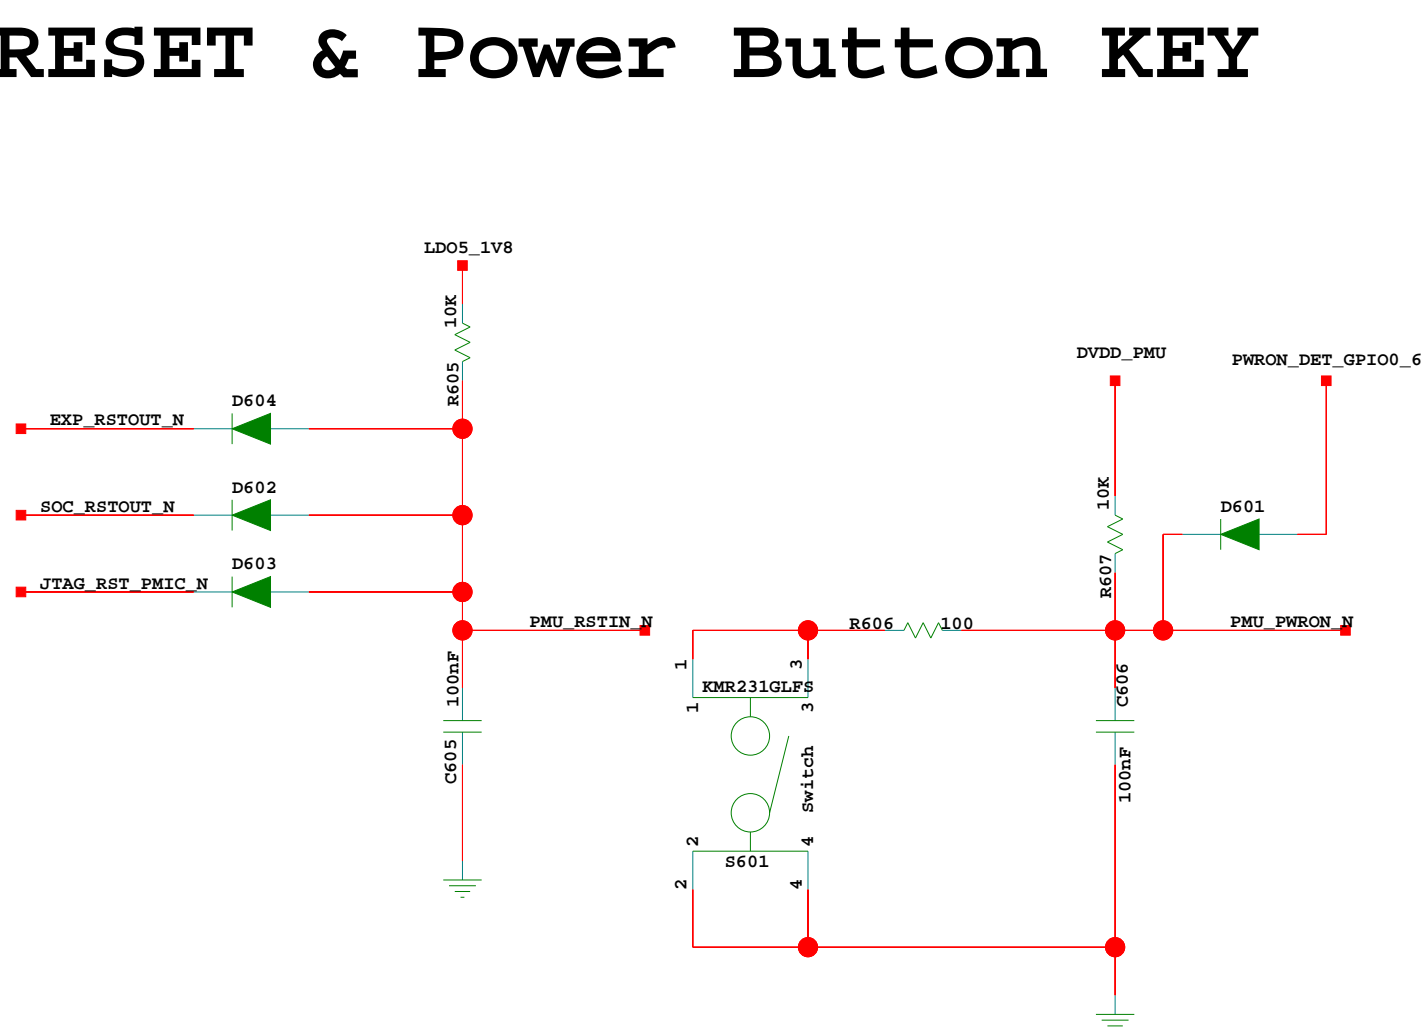 RESET & Power Button KEY
LDO5_1V8
10K
R605
DVDD_PMU
PWRON_DET_GPIO0_6
D604
EXP_RSTOUT_N
D602
SOC_RSTOUT_N
10K
D601
D603
JTAG_RST_PMIC_N
R607
PMU_RSTIN_N
R606
100
PMU_PWRON_N
100nF
1
3
KMR231GLFS
C606
1
3
C605
Switch
100nF
2
4
S601
2
4